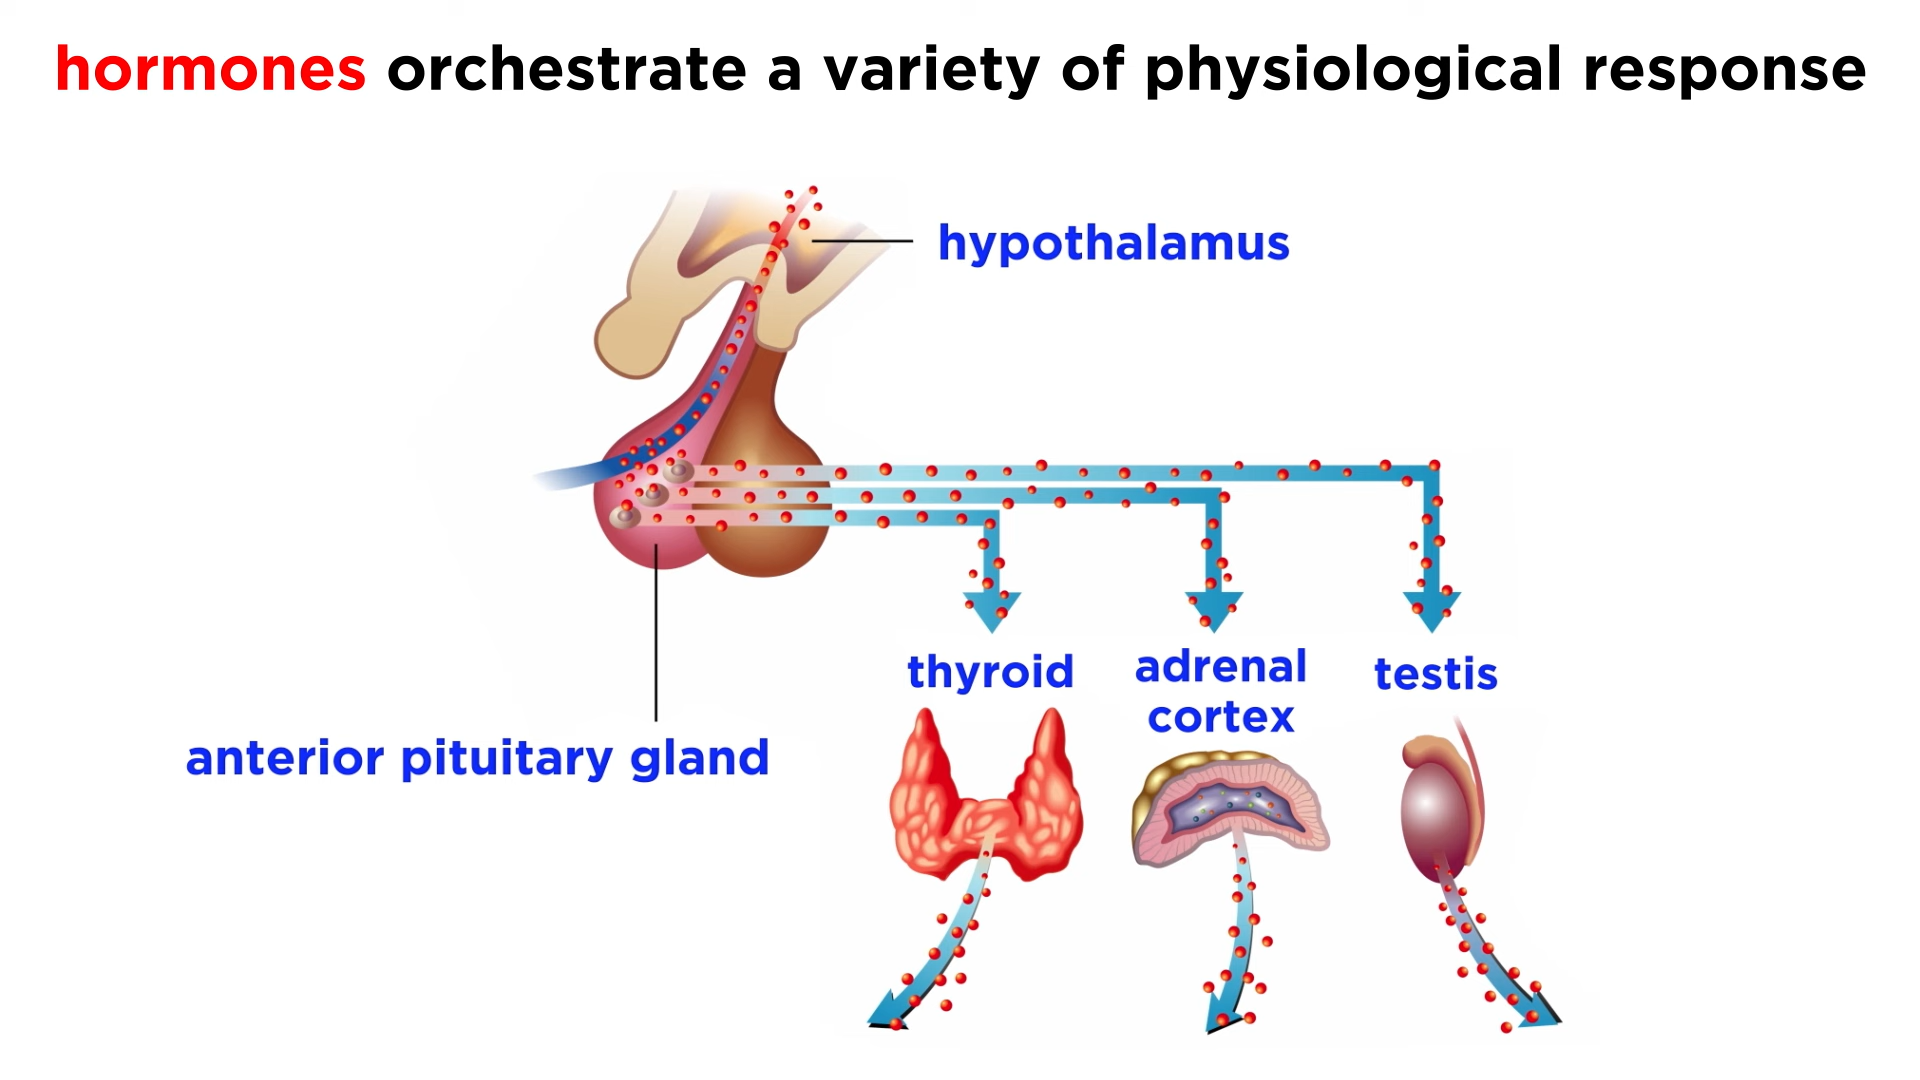 hormones orchestrate a variety of physiological response
hypothalamus
thyroid
adrenal
cortex
testis
anterior pituitary gland